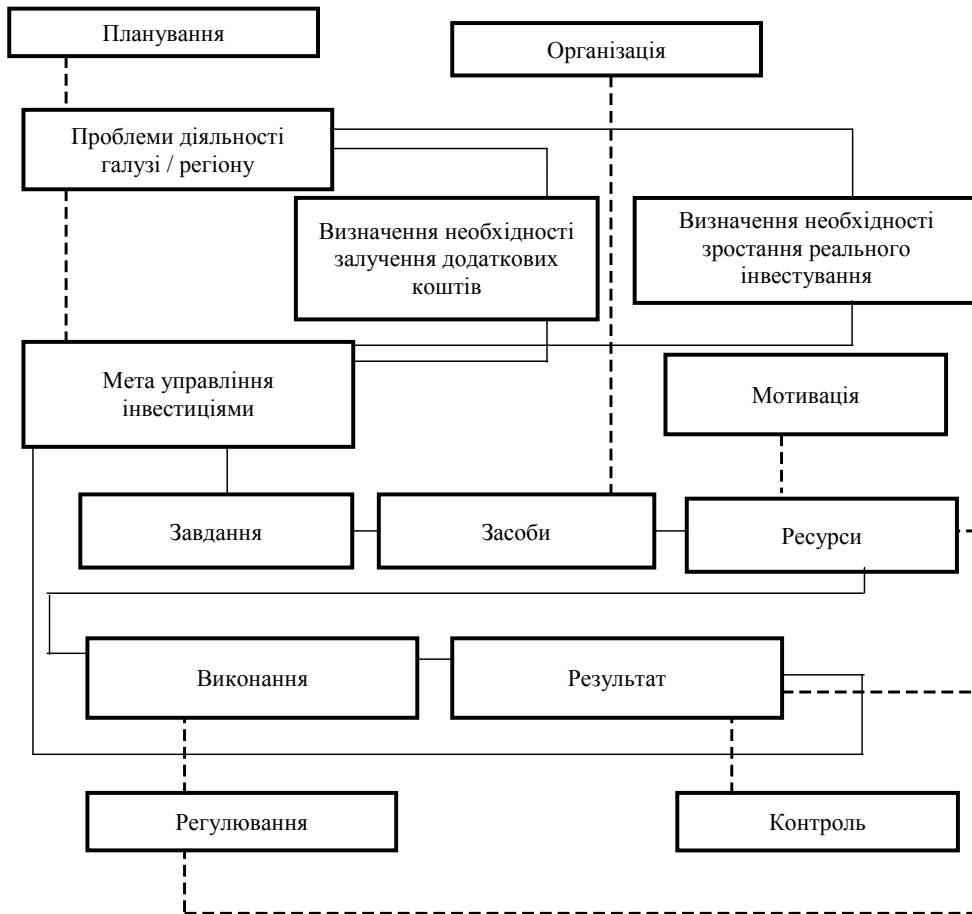 Планування
Організація
Проблеми діяльності
галузі / регіону
Визначення необхідності
залучення додаткових
коштів
Визначення необхідності
зростання реального
інвестування
Мета управління
інвестиціями
Мотивація
Завдання
Засоби
Ресурси
Виконання
Результат
Регулювання
Контроль